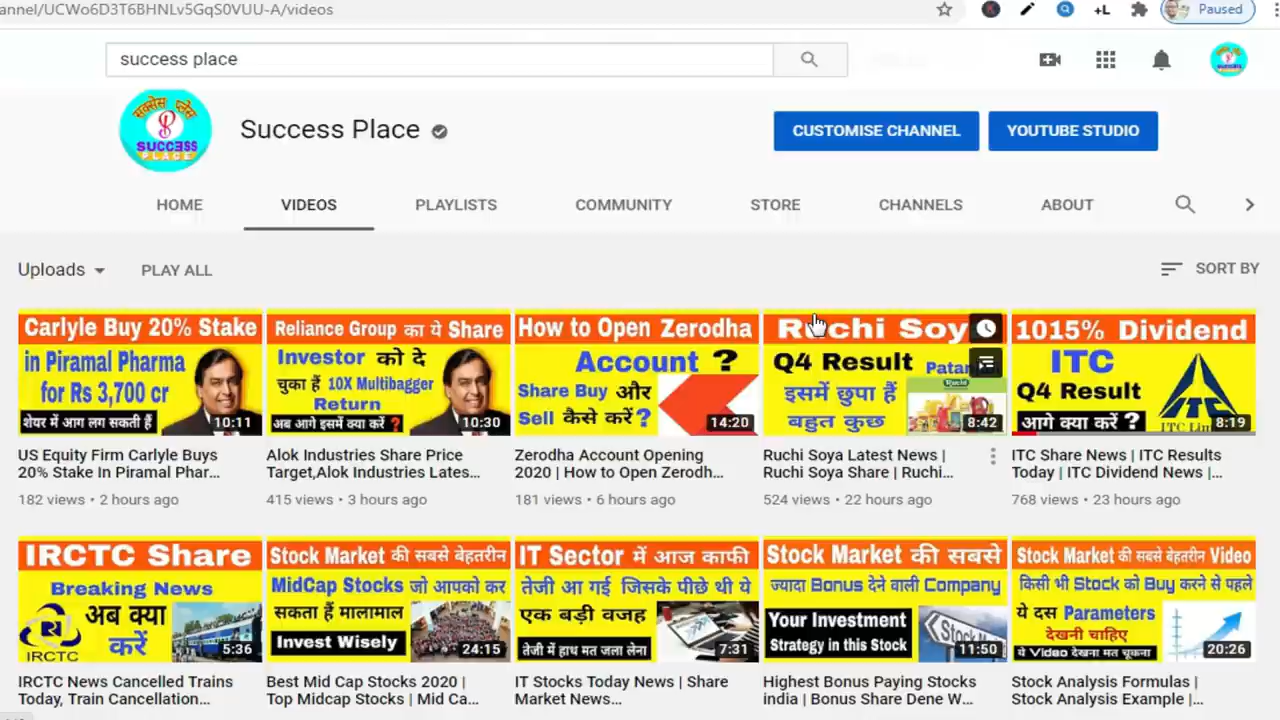 annel/UCWo6D3T6BHNLv5GqS0VUU-A/videos
+L
Paused
success place
सक्सेस प्लेस
SUCCESS
PLACE
Success Place
CUSTOMISE CHANNEL
YOUTUBE STUDIO
HOME
VIDEOS
PLAYLISTS
COMMUNITY
STORE
CHANNELS
ABOUT
Uploads
PLAY ALL
SORT BY
Carlyle Buy 20% Stake
in Piramal Pharma
for Rs 3,700 cr
शेयर में आग लग सकती हैं
10:11
Reliance Group का ये Share
Investor को दे
चुका हैं 10X Multibagger
Return
अब आगे इसमें क्या करें ?
10:30
How to Open Zerodha
Account ?
Share Buy और
Sell कैसे करें?
14:20
Ruchi Soy
Q4 Result Patan
इसमें छुपा हैं
बहुत कुछ
Ruchi
8:42
1015% Dividend
ITC
Q4 Result
आगे क्या करें ?
ITC Lim
8:19
US Equity Firm Carlyle Buys
20% Stake In Piramal Phar...
182 views • 2 hours ago
Alok Industries Share Price
Target,Alok Industries Lates...
415 views • 3 hours ago
Zerodha Account Opening
2020 | How to Open Zerodh...
181 views • 6 hours ago
Ruchi Soya Latest News |
Ruchi Soya Share | Ruchi...
524 views • 22 hours ago
ITC Share News | ITC Results
Today | ITC Dividend News |...
768 views • 23 hours ago
IRCTC Share
Breaking News
अब क्या
करें
IRCTC
5:36
Stock Market की सबसे बेहतरीन
MidCap Stocks जो आपको कर
सकता हैं मालामाल
Invest Wisely
24:15
IT Sector में आज काफी
तेजी आ गई जिसके पीछे थी ये
एक बड़ी वजह
तेजी में हाथ मत जला लेना
7:31
Stock Market की सबसे
ज्यादा Bonus देने वाली Company
Your Investment
Strategy in this Stock
Stock
11:50
Stock Market की सबसे बेहतरीन Video
किसी भी Stock को Buy करने से पहले
ये दस Parameters
देखनी चाहिए
ये Video देखना मत चूकना
20:26
IRCTC News Cancelled Trains
Today, Train Cancellation...
Best Mid Cap Stocks 2020 |
Top Midcap Stocks | Mid Ca...
IT Stocks Today News | Share
Market News...
Highest Bonus Paying Stocks
india | Bonus Share Dene W...
Stock Analysis Formulas |
Stock Analysis Example |...